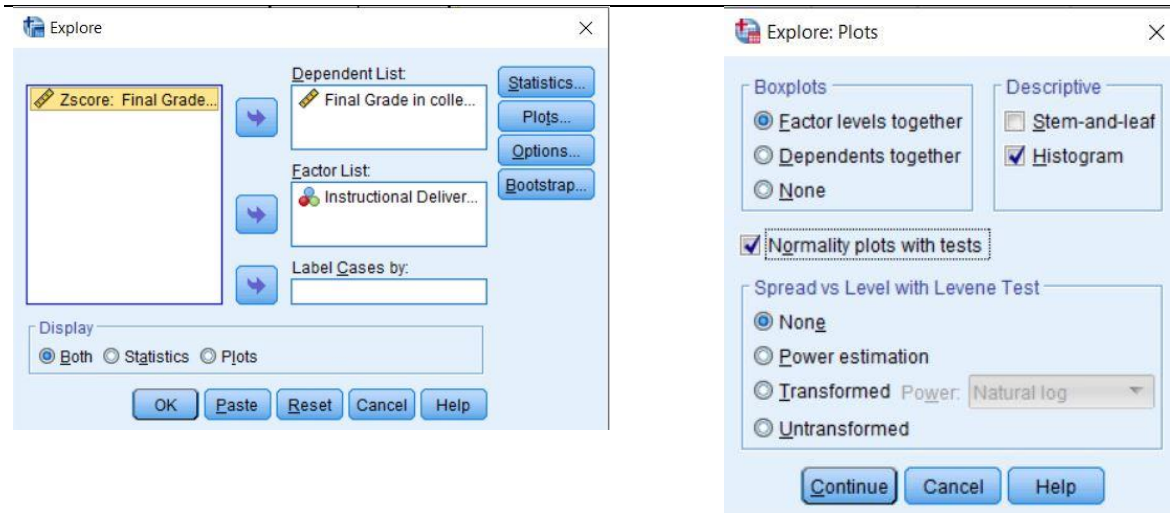 Explore
Dependent List:
Zscore: Final Grade...
Final Grade in colle...
Statistics...
Plots...
Options...
Bootstrap...
Factor List:
Instructional Deliver...
Label Cases by:
Display
Both Statistics Plots
OK Paste Reset Cancel Help
Explore: Plots
Boxplots
Factor levels together
Dependents together
None
Descriptive
Stem-and-leaf
Histogram
Normality plots with tests
Spread vs Level with Levene Test
None
Power estimation
Transformed Power: Natural log
Untransformed
Continue Cancel Help